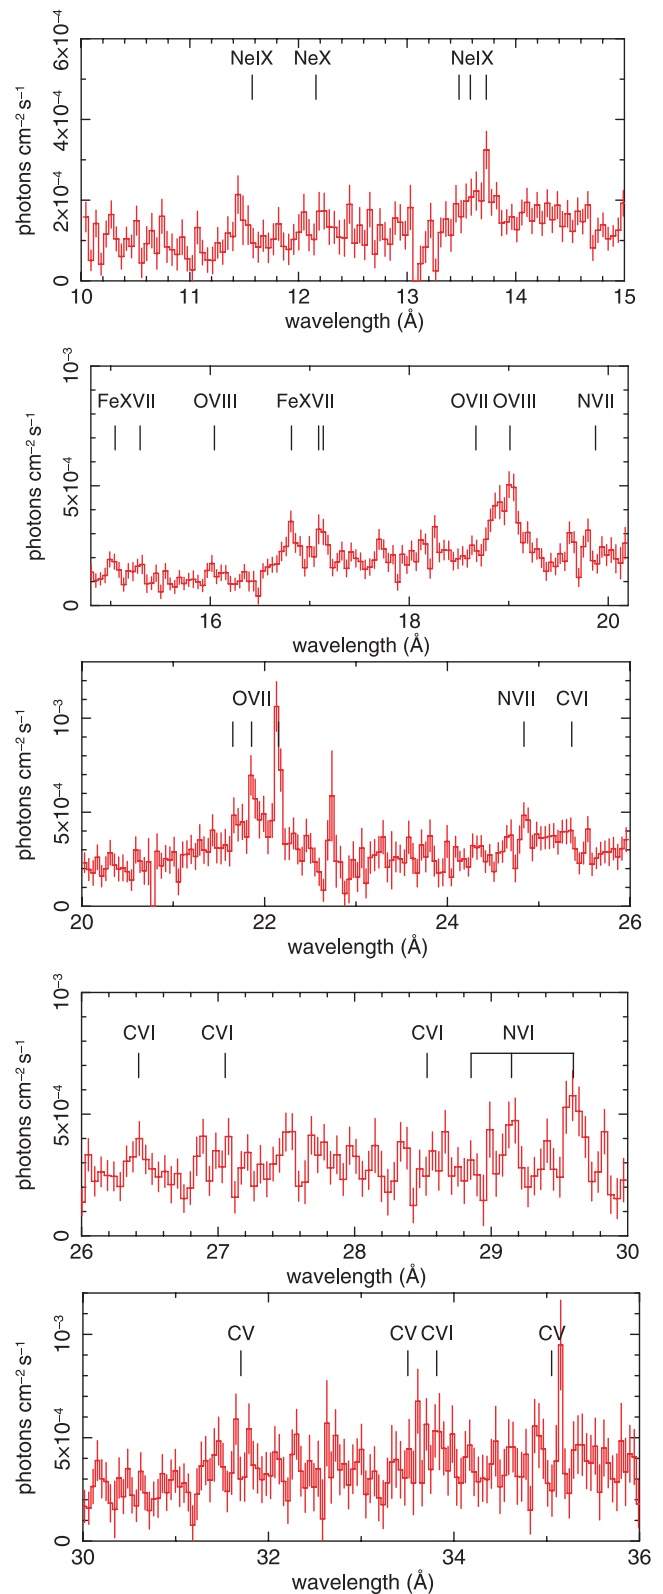 NeIX NeX NeIX
6×10⁻⁴
4×10⁻⁴
2×10⁻⁴
0
photons cm⁻² s⁻¹
10 11 12 13 14 15
wavelength (Å)
10⁻³
FeXVII OVIII FeXVII OVII OVIII NVII
5×10⁻⁴
0
photons cm⁻² s⁻¹
16 18 20
wavelength (Å)
10⁻³
OVII NVII CVI
5×10⁻⁴
0
photons cm⁻² s⁻¹
20 22 24 26
wavelength (Å)
10⁻³
CVI CVI CVI NVI
5×10⁻⁴
0
photons cm⁻² s⁻¹
26 27 28 29 30
wavelength (Å)
10⁻³
CV CV CVI CV
5×10⁻⁴
0
photons cm⁻² s⁻¹
30 32 34 36
wavelength (Å)